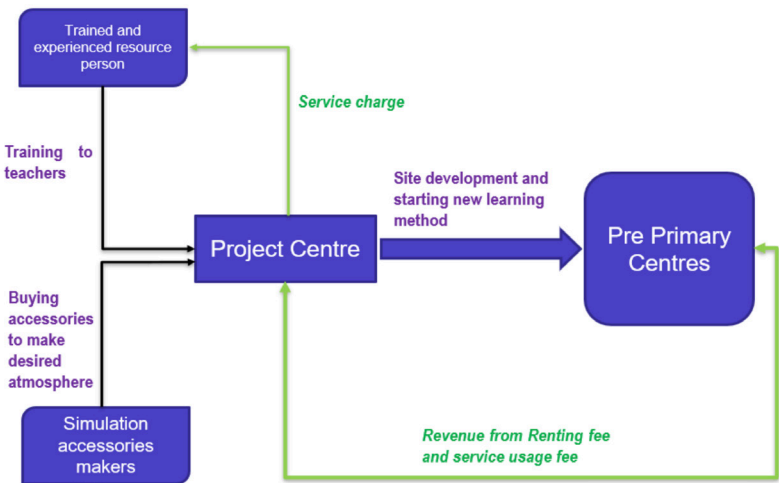 Trained and
experienced resource
person
Service charge
Training to
teachers
Site development and
starting new learning
method
Project Centre
Pre Primary
Centres
Buying
accessories
to make
desired
atmosphere
Simulation
accessories
makers
Revenue from Renting fee
and service usage fee